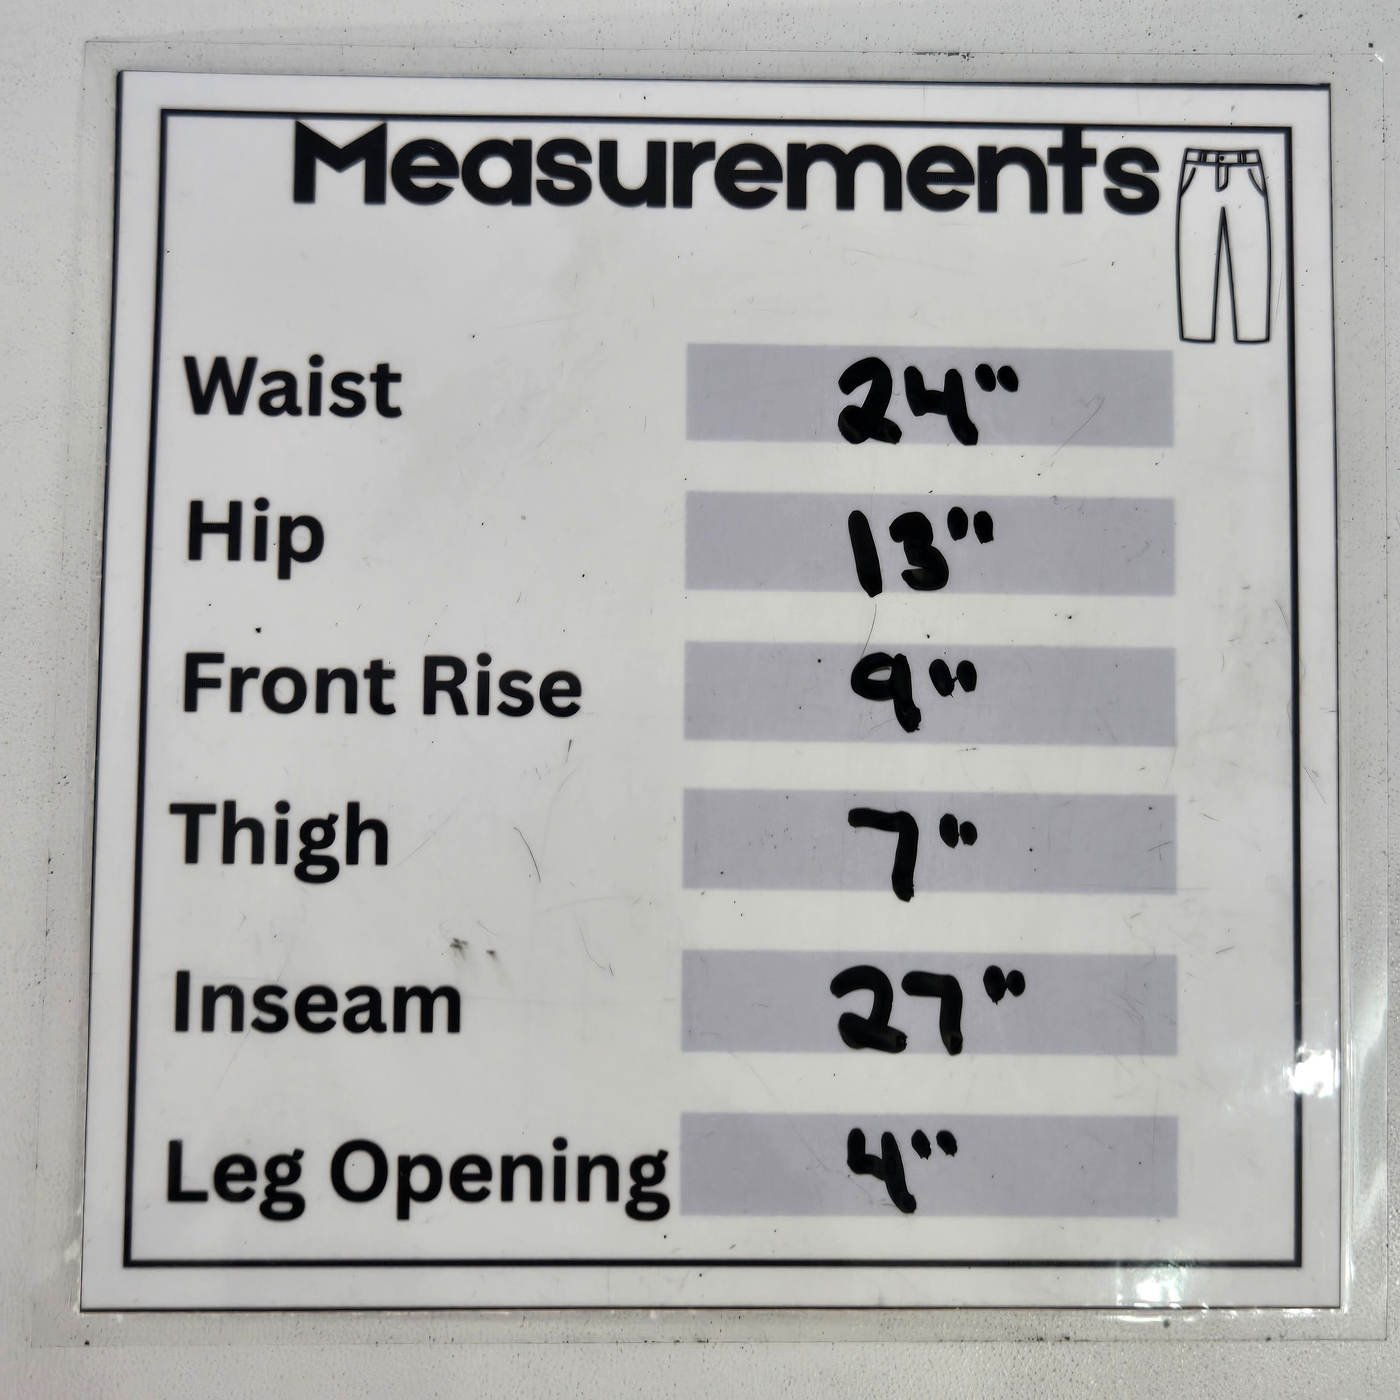 Measurements
Waist 24"
Hip 13"
Front Rise 9"
Thigh 7"
Inseam 27"
Leg Opening 4"